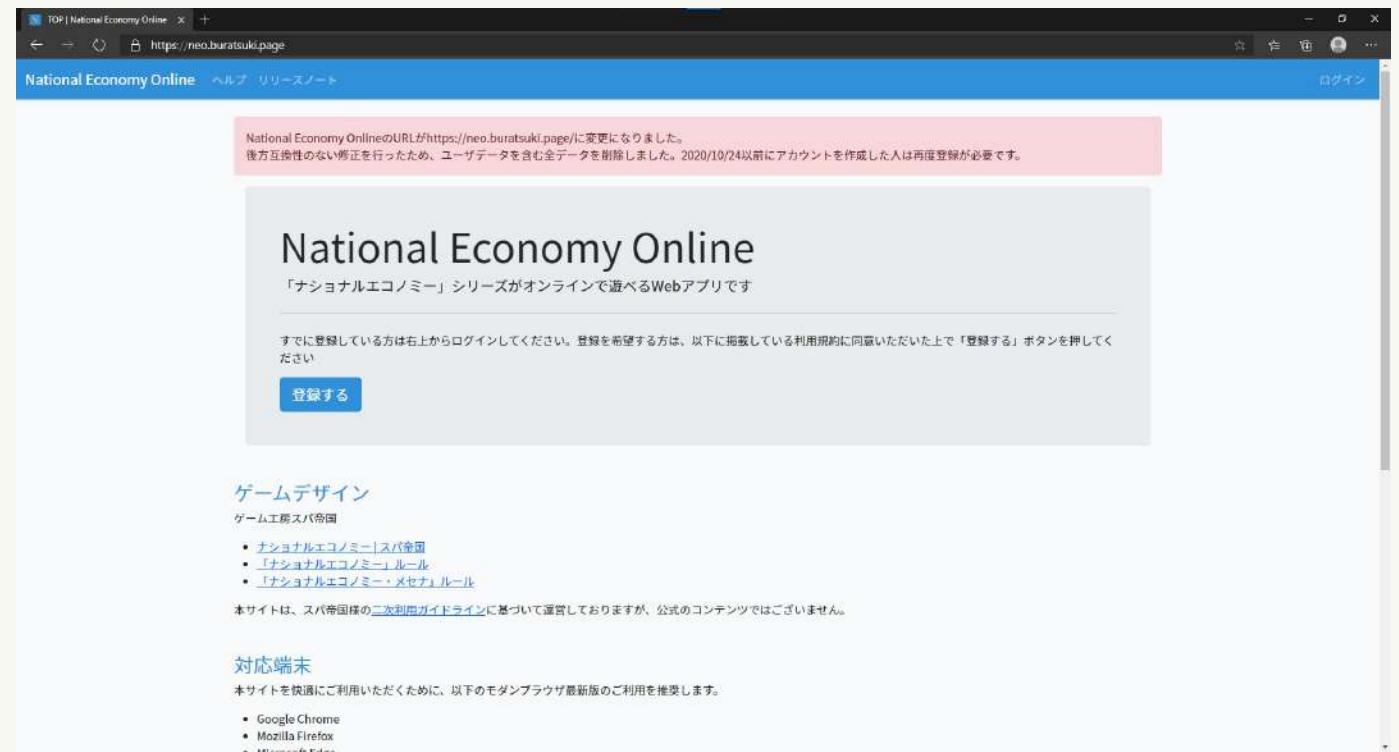 TOP | National Economy Online
https://neo.buratsuki.page
National Economy Online ヘルプ リリースノート ログイン
National Economy OnlineのURLがhttps://neo.buratsuki.page/に変更になりました。
後方互換性のない修正を行ったため、ユーザデータを含む全データを削除しました。2020/10/24以前にアカウントを作成した人は再度登録が必要です。
National Economy Online
「ナショナルエコノミー」シリーズがオンラインで遊べるWebアプリです
すでに登録している方は右上からログインしてください。登録を希望する方は、以下に掲載している利用規約に同意いただいた上で「登録する」ボタンを押してく
ださい
登録する
ゲームデザイン
ゲーム工房スパ帝国
• ナショナルエコノミー | スパ帝国
• 「ナショナルエコノミー」ルール
• 「ナショナルエコノミー・メセナ」ルール
本サイトは、スパ帝国様の二次利用ガイドラインに基づいて運営しておりますが、公式のコンテンツではございません。
対応端末
本サイトを快適にご利用いただくために、以下のモダンブラウザ最新版のご利用を推奨します。
• Google Chrome
• Mozilla Firefox
• Microsoft Edge